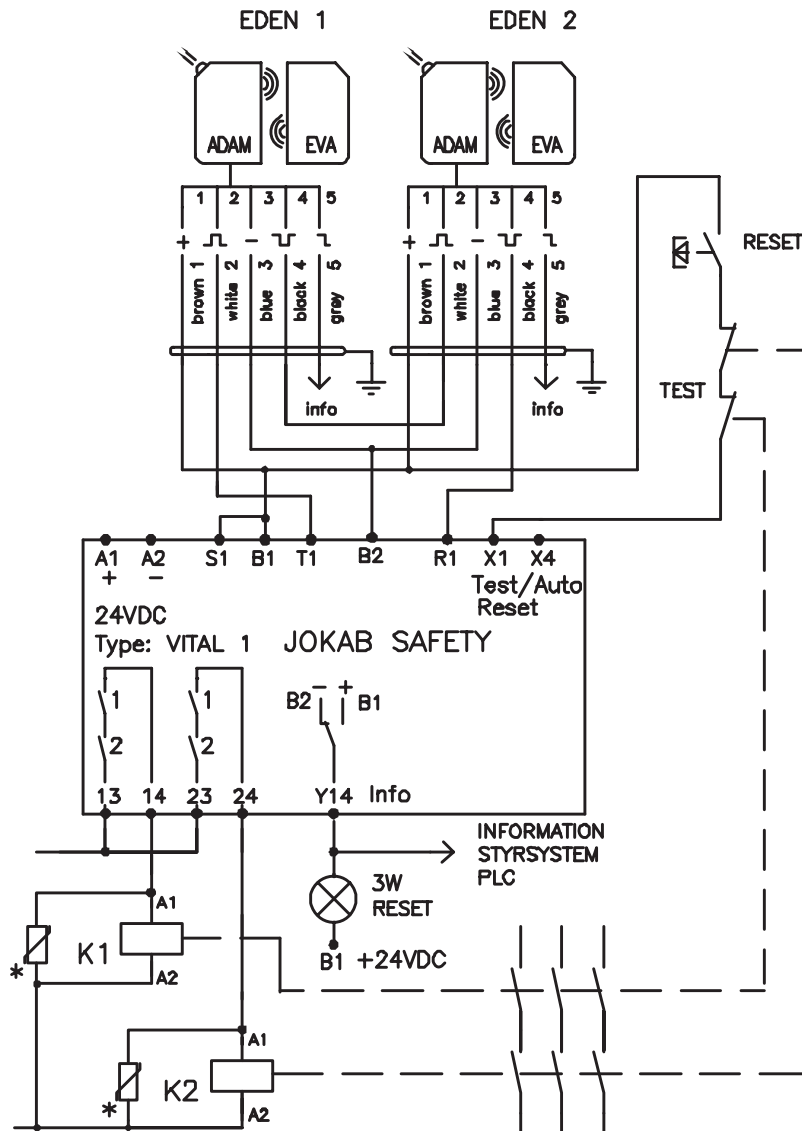 EDEN 1
EDEN 2
ADAM
EVA
ADAM
EVA
1 2 3 4 5
1 2 3 4 5
+ −
+ −
brown 1
white 2
blue 3
black 4
grey 5
brown 1
white 2
blue 3
black 4
grey 5
RESET
TEST
info
info
A1 A2 S1 B1 T1 B2 R1 X1 X4
+ −
Test/Auto
Reset
24VDC
Type: VITAL 1 JOKAB SAFETY
1
2
1
2
B2 − + B1
13 14 23 24 Y14 Info
INFORMATION
STYRSYSTEM
PLC
3W
RESET
B1 +24VDC
A1
K1
*
A2
A1
K2
*
A2